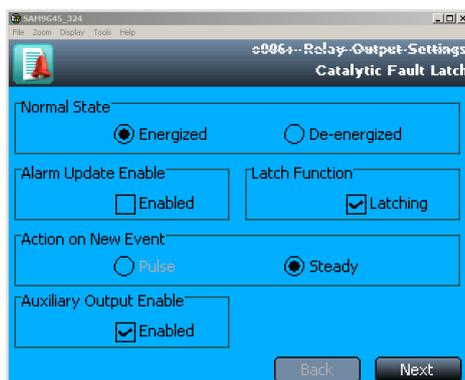 SAM9G45_324
File Zoom Display Tools Help
Relay Output Settings
Catalytic Fault Latch
Normal State
Energized
De-energized
Alarm Update Enable
Enabled
Latch Function
Latching
Action on New Event
Pulse
Steady
Auxiliary Output Enable
Enabled
Back
Next